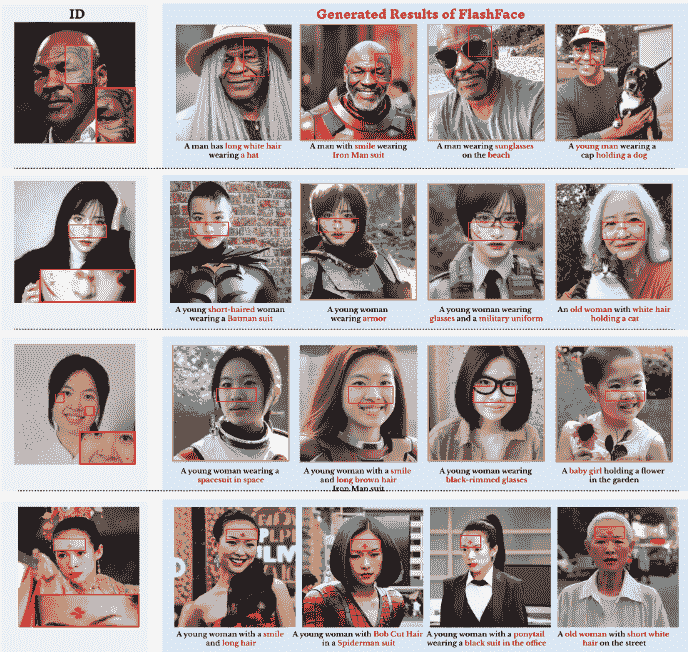 ID
Generated Results of FlashFace
A man has long white hair
wearing a hat
A man with smile wearing
Iron Man suit
A man wearing sunglasses
on the beach
A young man wearing a
cap holding a dog
A young short-haired woman
wearing a Batman suit
A young woman
wearing armor
A young woman wearing
glasses and a military uniform
An old woman with white hair
holding a cat
A young woman wearing a
spacesuit in space
A young woman with a smile
and long brown hair
Iron Man suit
A young woman wearing
black-rimmed glasses
A baby girl holding a flower
in the garden
A young woman with a smile
and long hair
A young woman with Bob Cut Hair
in a Spiderman suit
A young woman with a ponytail
wearing a black suit in the office
A old woman with short white
hair on the street